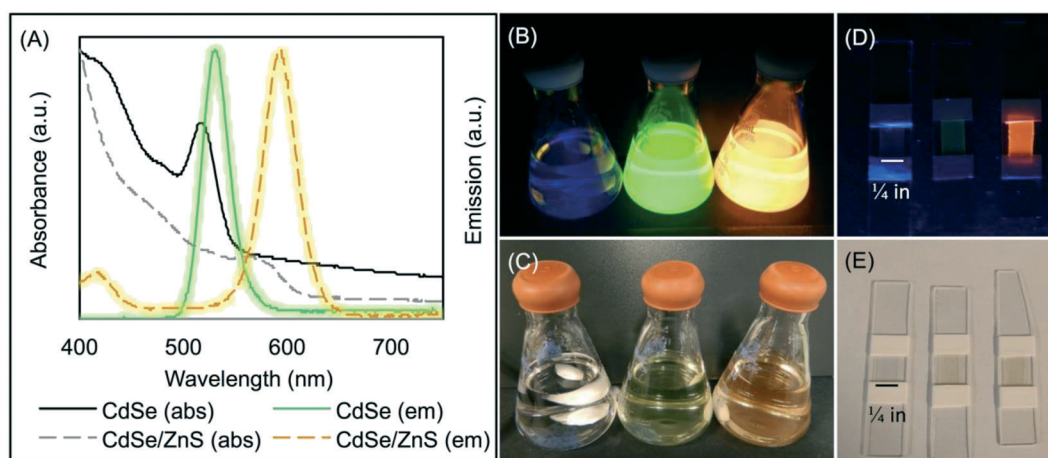 (A)
Absorbance (a.u.)
Emission (a.u.)
400 500 600 700
Wavelength (nm)
CdSe (abs) CdSe (em)
CdSe/ZnS (abs) CdSe/ZnS (em)
(B)
(C)
(D)
¼ in
(E)
¼ in